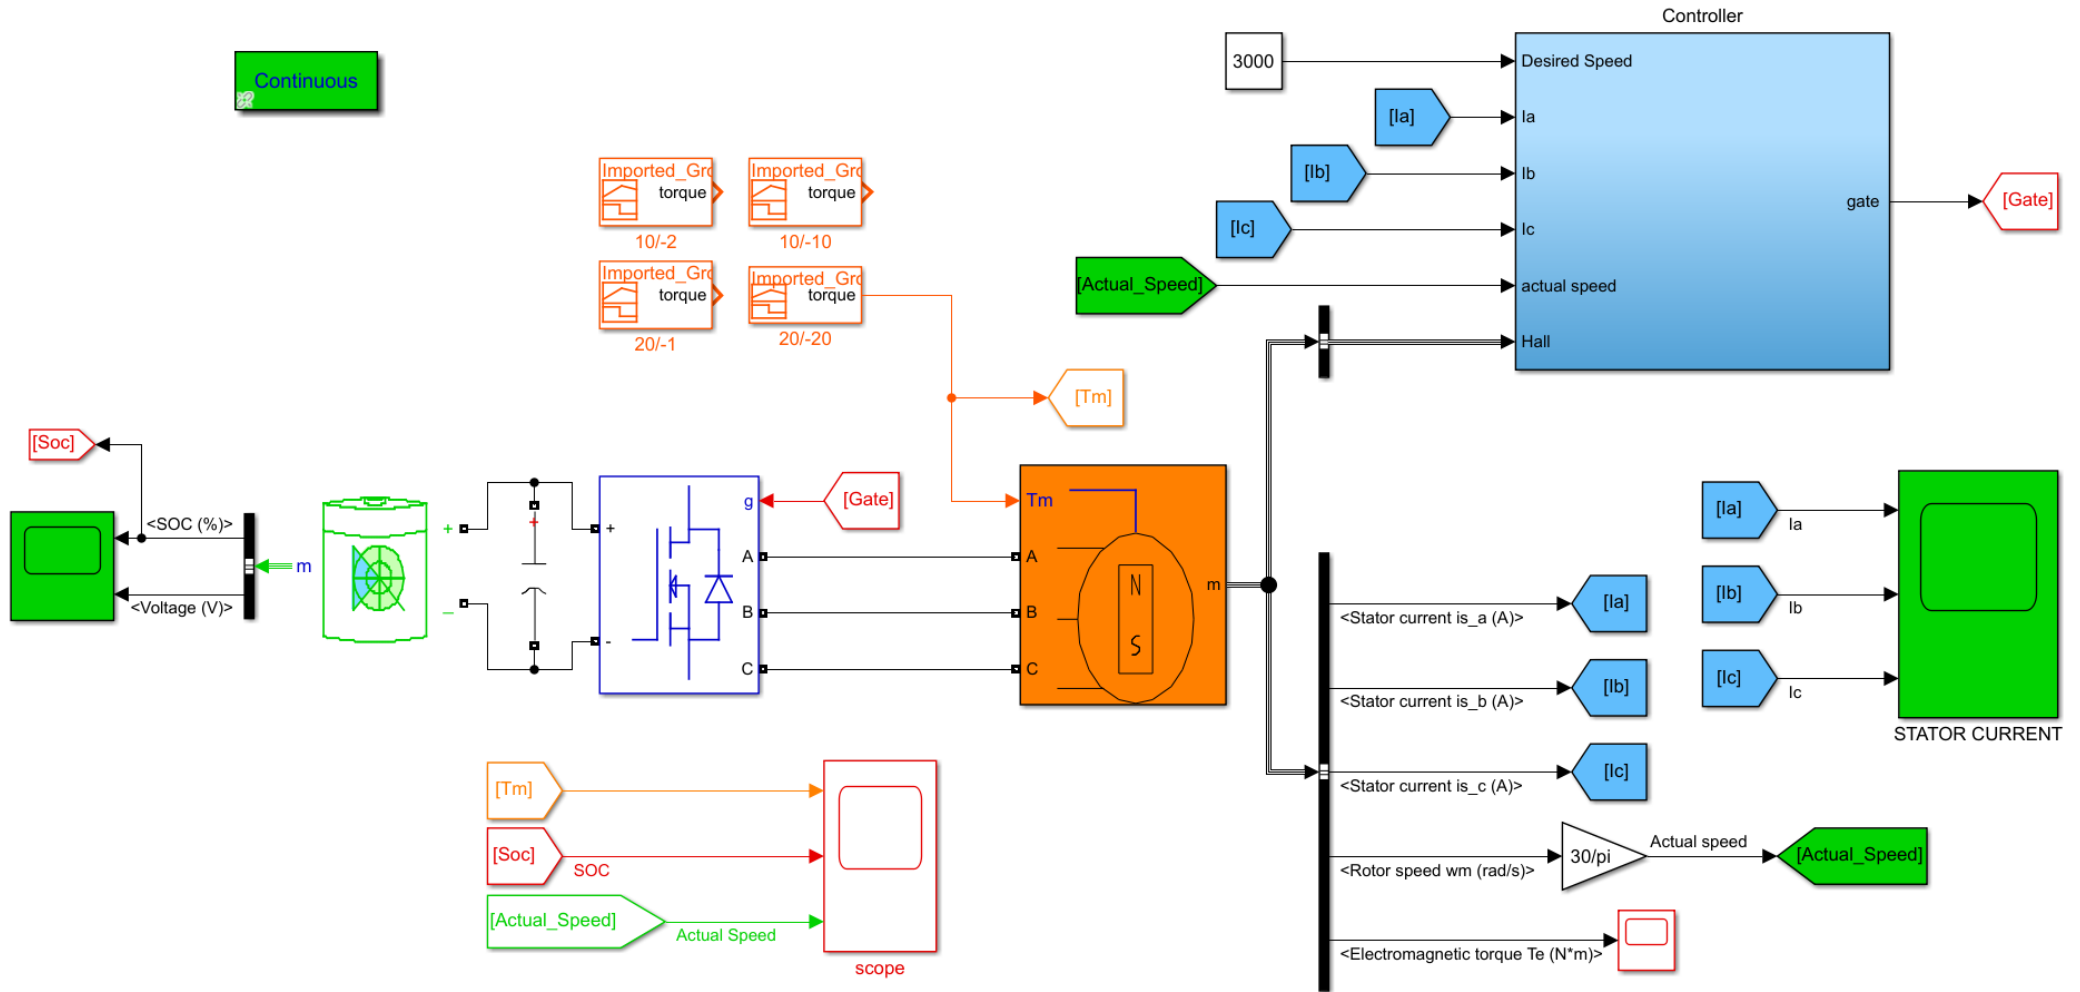 Controller
3000
Desired Speed
Continuous
[Ia]
Ia
[Ib]
Ib
Imported_Gro
torque
Imported_Gro
torque
gate
[Gate]
[Ic]
Ic
10/-2
10/-10
Imported_Gro
torque
Imported_Gro
torque
[Actual_Speed]
actual speed
20/-1
20/-20
Hall
[Tm]
[Soc]
<SOC (%)>
m
<Voltage (V)>
+
_
+
+
-
g
A
B
C
[Gate]
Tm
A
B
C
N
S
m
<Stator current is_a (A)>
[Ia]
<Stator current is_b (A)>
[Ib]
<Stator current is_c (A)>
[Ic]
[Ia]
Ia
[Ib]
Ib
[Ic]
Ic
STATOR CURRENT
[Tm]
[Soc]
SOC
[Actual_Speed]
Actual Speed
scope
<Rotor speed wm (rad/s)>
30/pi
Actual speed
[Actual_Speed]
<Electromagnetic torque Te (N*m)>